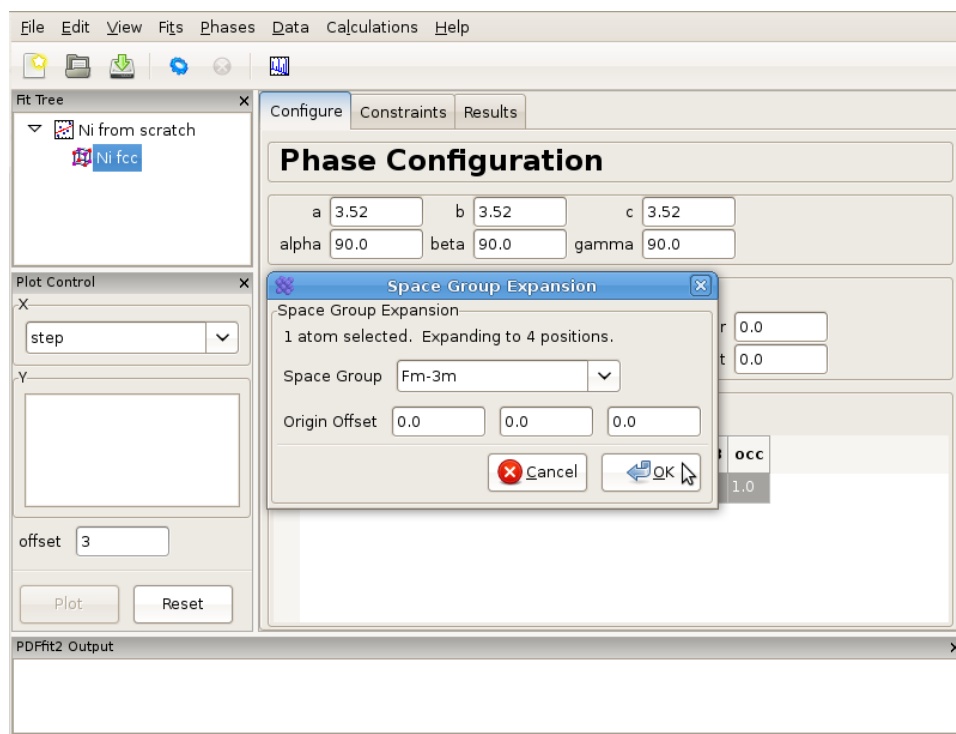 File Edit View Fits Phases Data Calculations Help
Fit Tree x
Ni from scratch
Ni fcc
Configure Constraints Results
Phase Configuration
a 3.52 b 3.52 c 3.52
alpha 90.0 beta 90.0 gamma 90.0
Plot Control x
X
step
Y
offset 3
Plot Reset
Space Group Expansion
Space Group Expansion
1 atom selected. Expanding to 4 positions.
Space Group Fm-3m
Origin Offset 0.0 0.0 0.0
Cancel OK
r 0.0
t 0.0
occ
1.0
PDFfit2 Output x